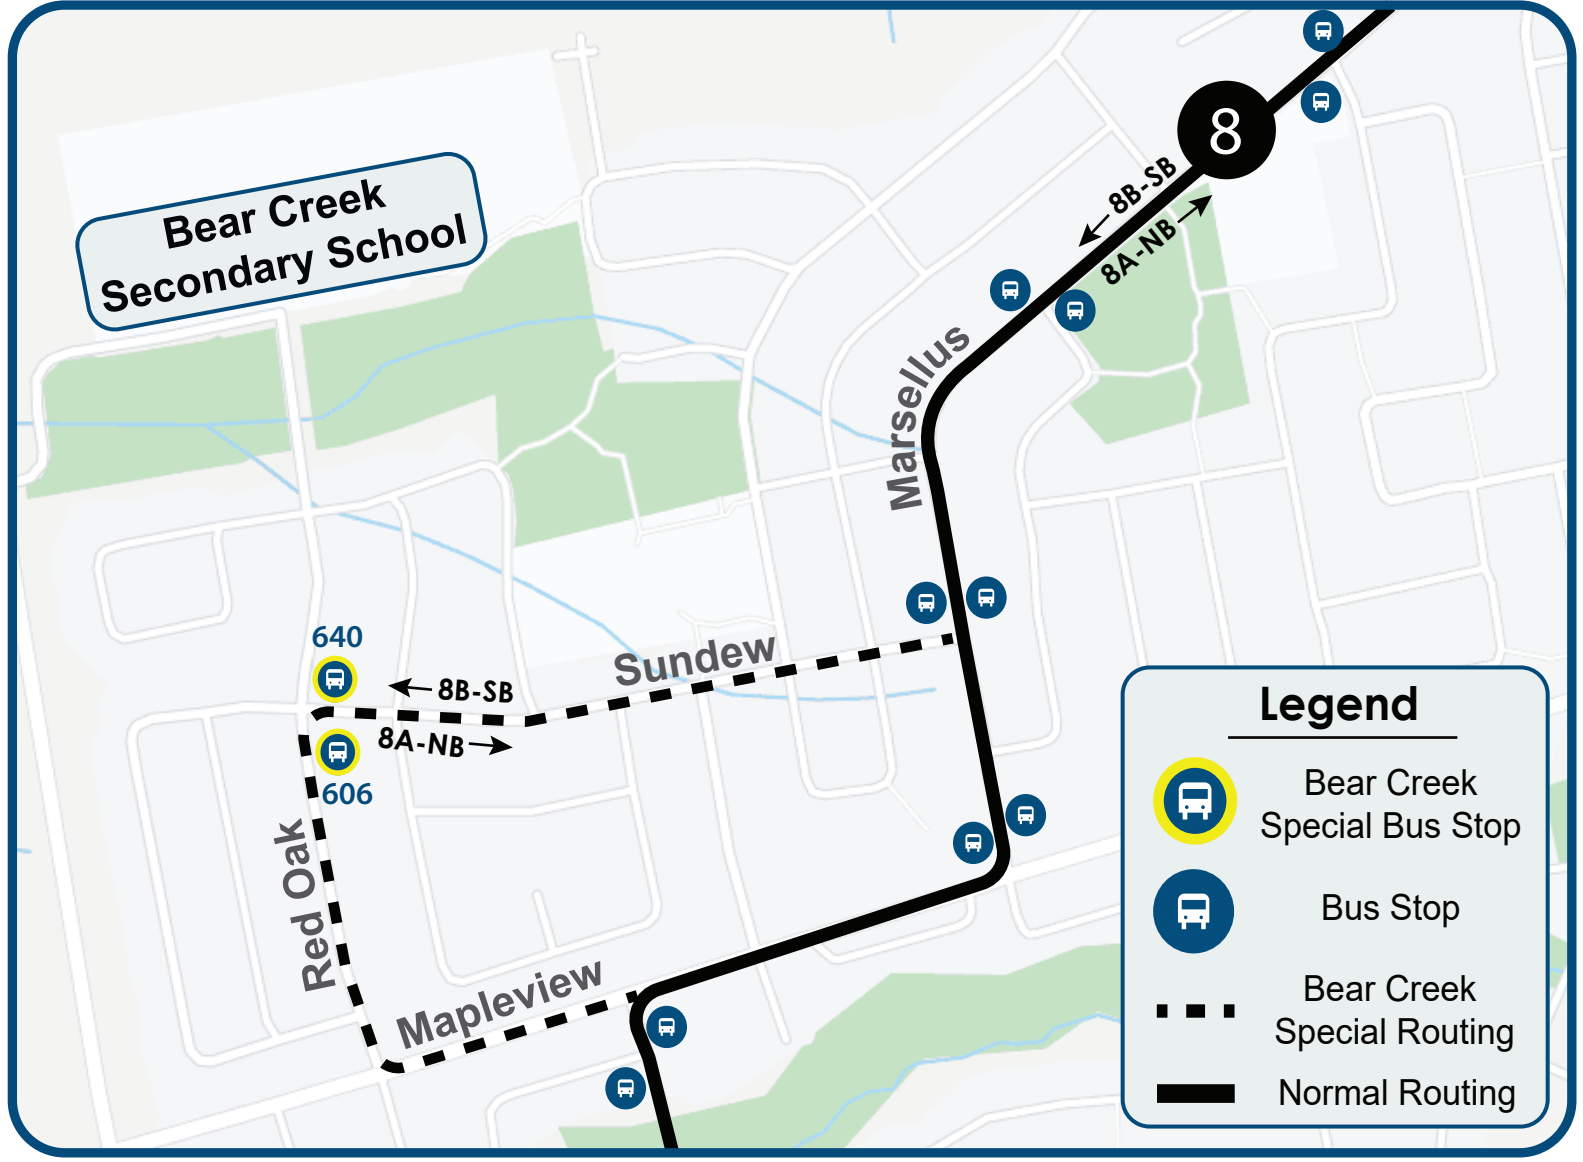 8
8B-SB
8A-NB
Bear Creek
Secondary School
Marsellus
640
8B-SB
Sundew
8A-NB
606
Red Oak
Mapleview
Legend
Bear Creek
Special Bus Stop
Bus Stop
Bear Creek
Special Routing
Normal Routing